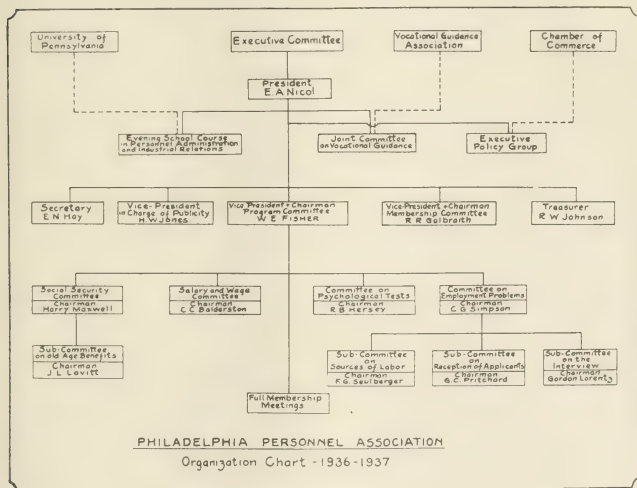 University of
Pennsylvania
Executive Committee
Vocational Guidance
Association
Chamber of
Commerce
President
E.A Nicol
Evening School Course
in Personnel Administration
and Industrial Relations
Joint Committee
on Vocational Guidance
Executive
Policy Group
Secretary
E N Hay
Vice-President
in Charge of Publicity
H.W Jones
Vice President + Chairman
Program Committee
W E FISHER
Vice-President + Chairman
Membership Committee
R R Galbraith
Treasurer
R W Johnson
Social Security
Committee
Chairman
Harry Maxwell
Salary and Wage
Committee
Chairman
C C Balderston
Committee on
Psychological Tests
Chairman
R B Hersey
Committee on
Employment Problems
Chairman
C G Simpson
Sub-Committee
on Old Age Benefits
Chairman
J L Lovitt
Sub-Committee
on
Sources of Labor
Chairman
F.G. Seulberger
Sub-Committee
on
Reception of Applicants
Chairman
G.C. Pritchard
Sub-Committee
on the
Interview
Chairman
Gordon Lorentz
Full Membership
Meetings
PHILADELPHIA PERSONNEL ASSOCIATION
Organization Chart - 1936-1937